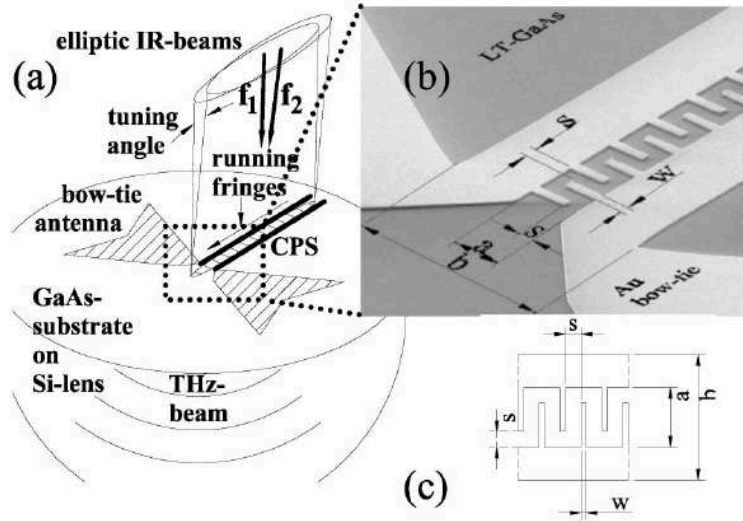 (a)
elliptic IR-beams
tuning
angle
f1
f2
running
fringes
bow-tie
antenna
CPS
GaAs-
substrate
on
Si-lens
THz-
beam
(b)
LT-GaAs
S
W
S
a
b
Au
bow-tie
(c)
s
s
a
b
w